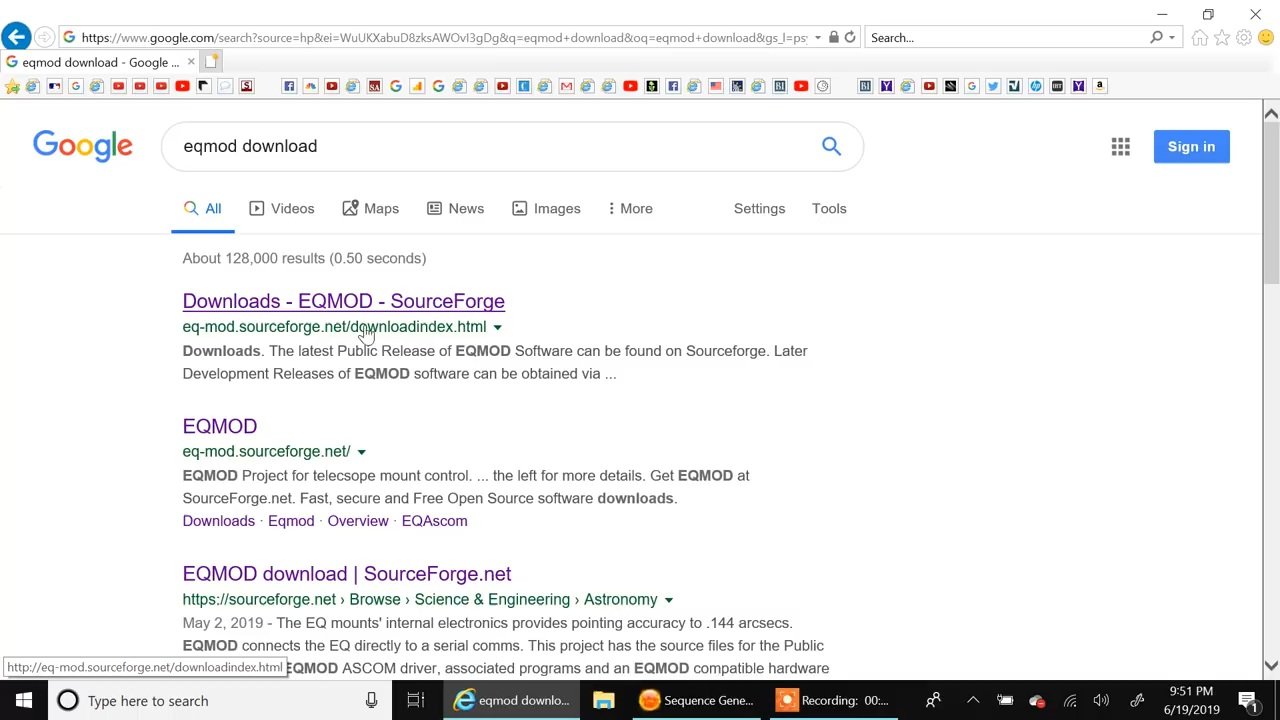 https://www.google.com/search?source=hp&ei=WuUKXabuD8zksAWOvI3gDg&q=eqmod+download&oq=eqmod+download&gs_l=psy
Search...
eqmod download - Google ...
Google
eqmod download
Sign in
All
Videos
Maps
News
Images
More
Settings
Tools
About 128,000 results (0.50 seconds)
Downloads - EQMOD - SourceForge
eq-mod.sourceforge.net/downloadindex.html
Downloads. The latest Public Release of EQMOD Software can be found on Sourceforge. Later
Development Releases of EQMOD software can be obtained via ...
EQMOD
eq-mod.sourceforge.net/
EQMOD Project for telecsope mount control. ... the left for more details. Get EQMOD at
SourceForge.net. Fast, secure and Free Open Source software downloads.
Downloads · Eqmod · Overview · EQAscom
EQMOD download | SourceForge.net
https://sourceforge.net › Browse › Science & Engineering › Astronomy
May 2, 2019 - The EQ mounts' internal electronics provides pointing accuracy to .144 arcsecs.
EQMOD connects the EQ directly to a serial comms. This project has the source files for the Public
EQMOD ASCOM driver, associated programs and an EQMOD compatible hardware
http://eq-mod.sourceforge.net/downloadindex.html
Type here to search
eqmod downlo...
Sequence Gene...
Recording: 00:...
9:51 PM
6/19/2019
1